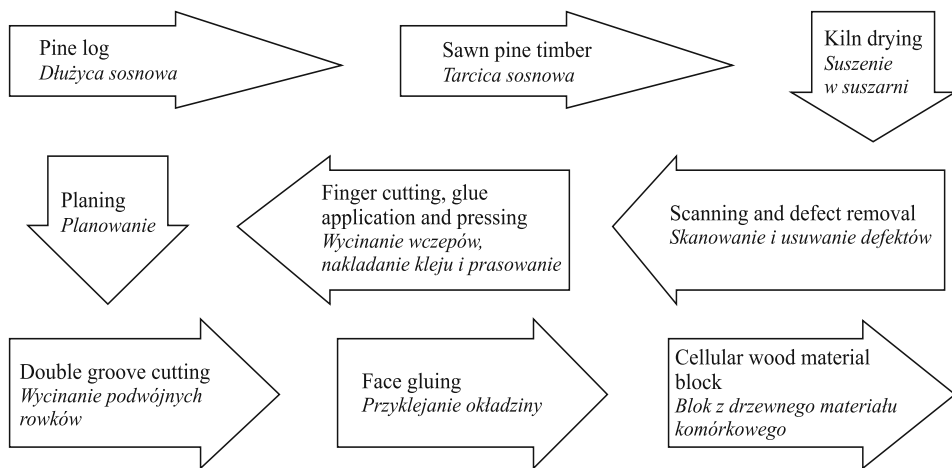 Pine log
Dłużyca sosnowa
Sawn pine timber
Tarcica sosnowa
Kiln drying
Suszenie
w suszarni
Scanning and defect removal
Skanowanie i usuwanie defektów
Finger cutting, glue
application and pressing
Wycinanie wczepów,
nakladanie kleju i prasowanie
Planing
Planowanie
Double groove cutting
Wycinanie podwójnych
rowków
Face gluing
Przyklejanie okładziny
Cellular wood material
block
Blok z drzewnego materiału
komórkowego